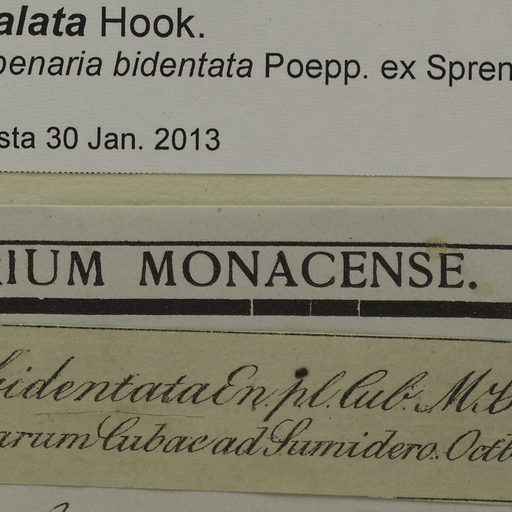 alata Hook.
penaria bidentata Poepp. ex Spren
sta 30 Jan. 2013
RIUM MONACENSE.
bidentata En. pl. Cub. M.
arum Cubae ad Sumidero. Octb